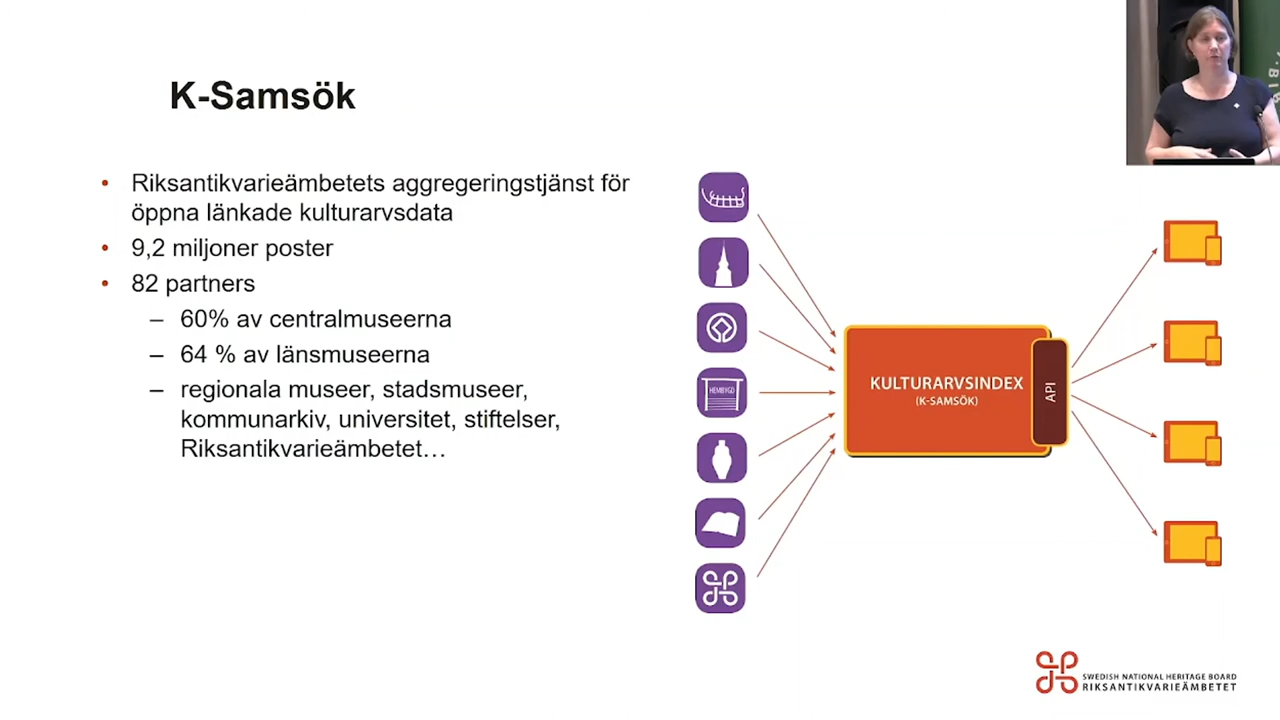 K-Samsök
• Riksantikvarieämbetets aggregeringstjänst för
öppna länkade kulturarvsdata
• 9,2 miljoner poster
• 82 partners
– 60% av centralmuseerna
– 64 % av länsmuseerna
– regionala museer, stadsmuseer,
kommunarkiv, universitet, stiftelser,
Riksantikvarieämbetet…
HEMBYGD
KULTURARVSINDEX
(K-SAMSÖK)
API
SWEDISH NATIONAL HERITAGE BOARD
RIKSANTIKVARIEÄMBETET